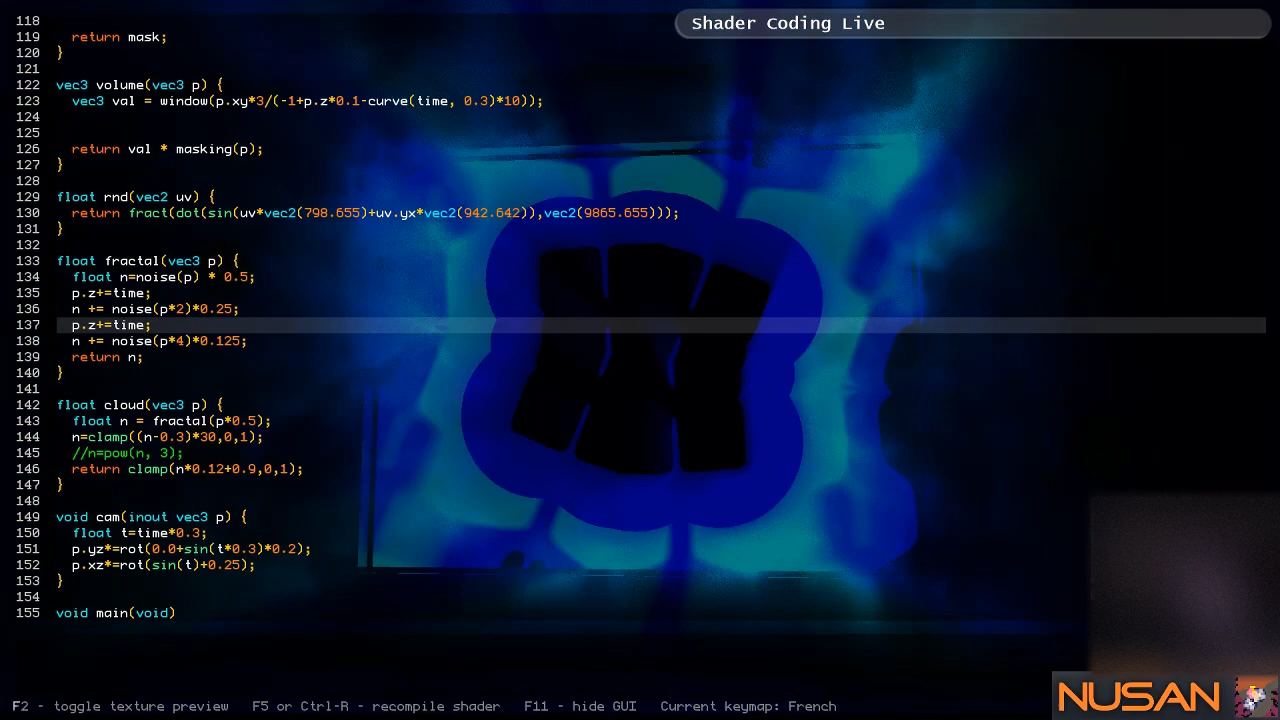 Shader Coding Live
118
119   return mask;
120 }
121
122 vec3 volume(vec3 p) {
123   vec3 val = window(p.xy*3/(-1+p.z*0.1-curve(time, 0.3)*10));
124
125
126   return val * masking(p);
127 }
128
129 float rnd(vec2 uv) {
130   return fract(dot(sin(uv*vec2(798.655)+uv.yx*vec2(942.642)),vec2(9865.655)));
131 }
132
133 float fractal(vec3 p) {
134   float n=noise(p) * 0.5;
135   p.z+=time;
136   n += noise(p*2)*0.25;
137   p.z+=time;
138   n += noise(p*4)*0.125;
139   return n;
140 }
141
142 float cloud(vec3 p) {
143   float n = fractal(p*0.5);
144   n=clamp((n-0.3)*30,0,1);
145   //n=pow(n, 3);
146   return clamp(n*0.12+0.9,0,1);
147 }
148
149 void cam(inout vec3 p) {
150   float t=time*0.3;
151   p.yz*=rot(0.0+sin(t*0.3)*0.2);
152   p.xz*=rot(sin(t)+0.25);
153 }
154
155 void main(void)
F2 - toggle texture preview   F5 or Ctrl-R - recompile shader   F11 - hide GUI   Current keymap: French
NUSAN